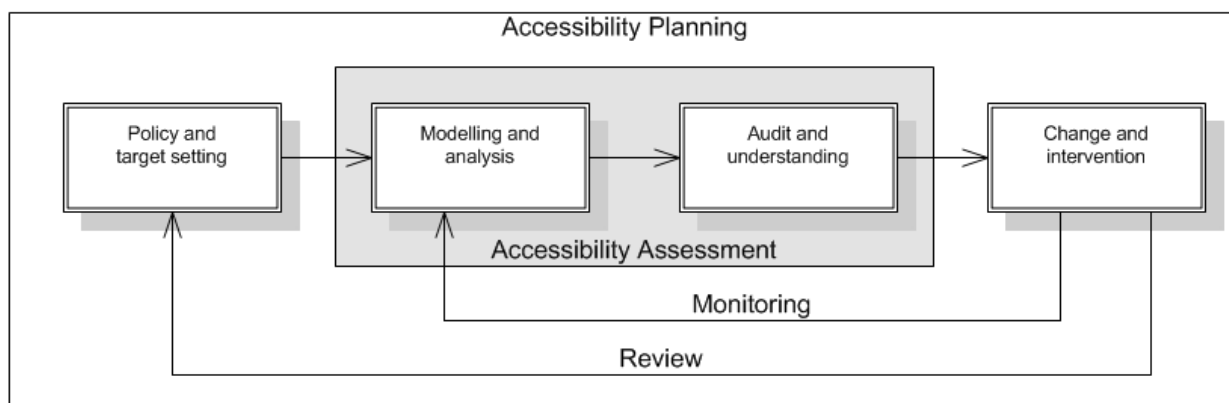 Accessibility Planning
Policy and
target setting
Modelling and
analysis
Audit and
understanding
Change and
intervention
Accessibility Assessment
Monitoring
Review